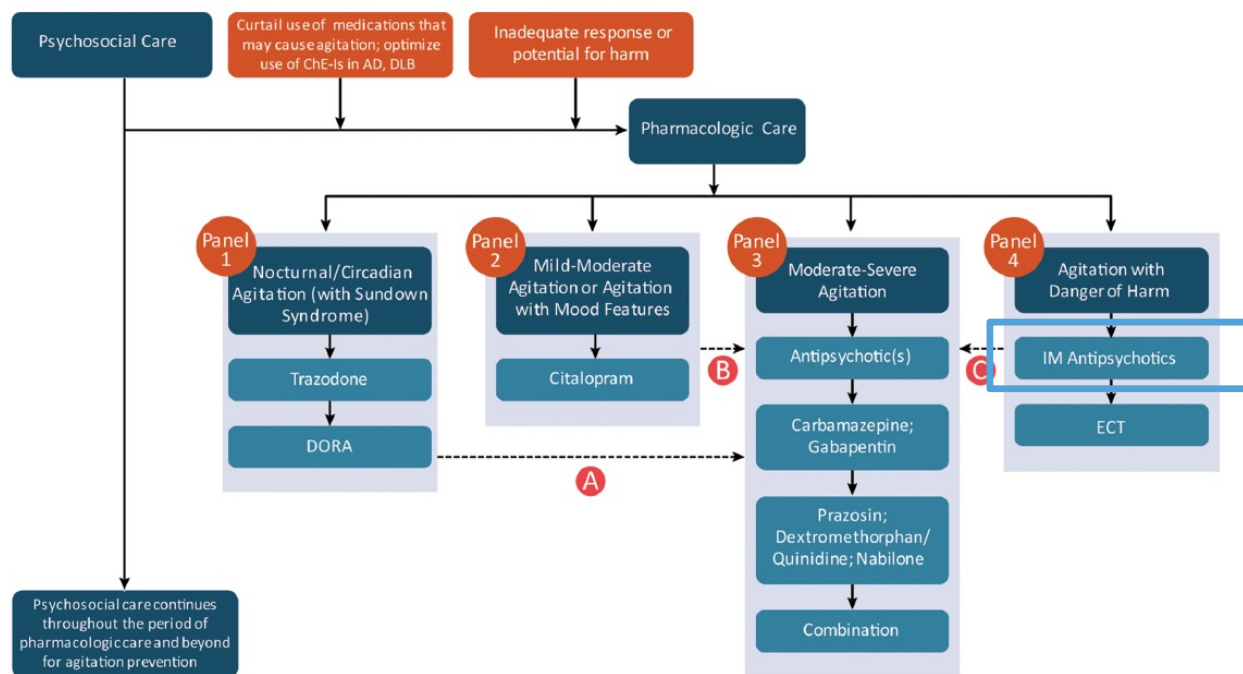 Psychosocial Care
Curtail use of medications that
may cause agitation; optimize
use of ChE-Is in AD, DLB
Inadequate response or
potential for harm
Pharmacologic Care
Panel
1
Nocturnal/Circadian
Agitation (with Sundown
Syndrome)
Trazodone
DORA
Panel
2
Mild-Moderate
Agitation or Agitation
with Mood Features
Citalopram
B
A
Panel
3
Moderate-Severe
Agitation
Antipsychotic(s)
Carbamazepine;
Gabapentin
Prazosin;
Dextromethorphan/
Quinidine; Nabilone
Combination
C
Panel
4
Agitation with
Danger of Harm
IM Antipsychotics
ECT
Psychosocial care continues
throughout the period of
pharmacologic care and beyond
for agitation prevention